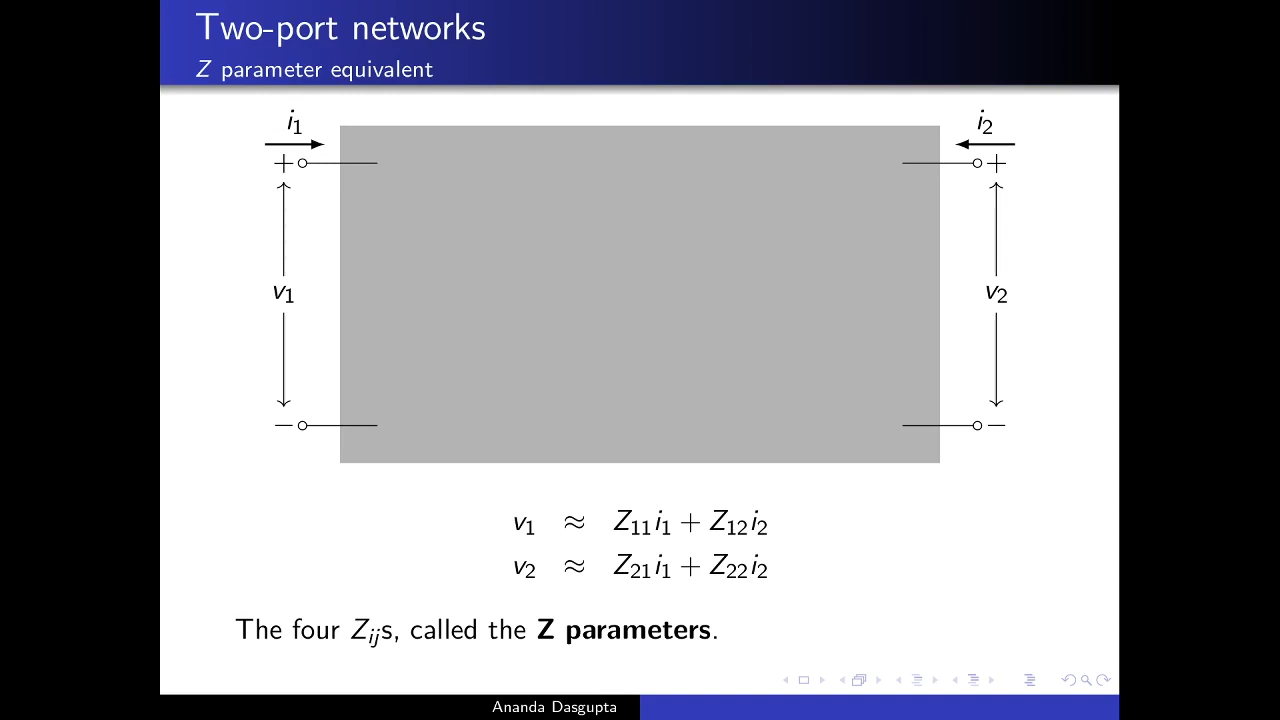 Two-port networks
Z parameter equivalent
i₁ i₂
+ +
v₁ v₂
− −
v₁ ≈ Z₁₁i₁ + Z₁₂i₂
v₂ ≈ Z₂₁i₁ + Z₂₂i₂
The four Zᵢⱼs, called the Z parameters.
Ananda Dasgupta